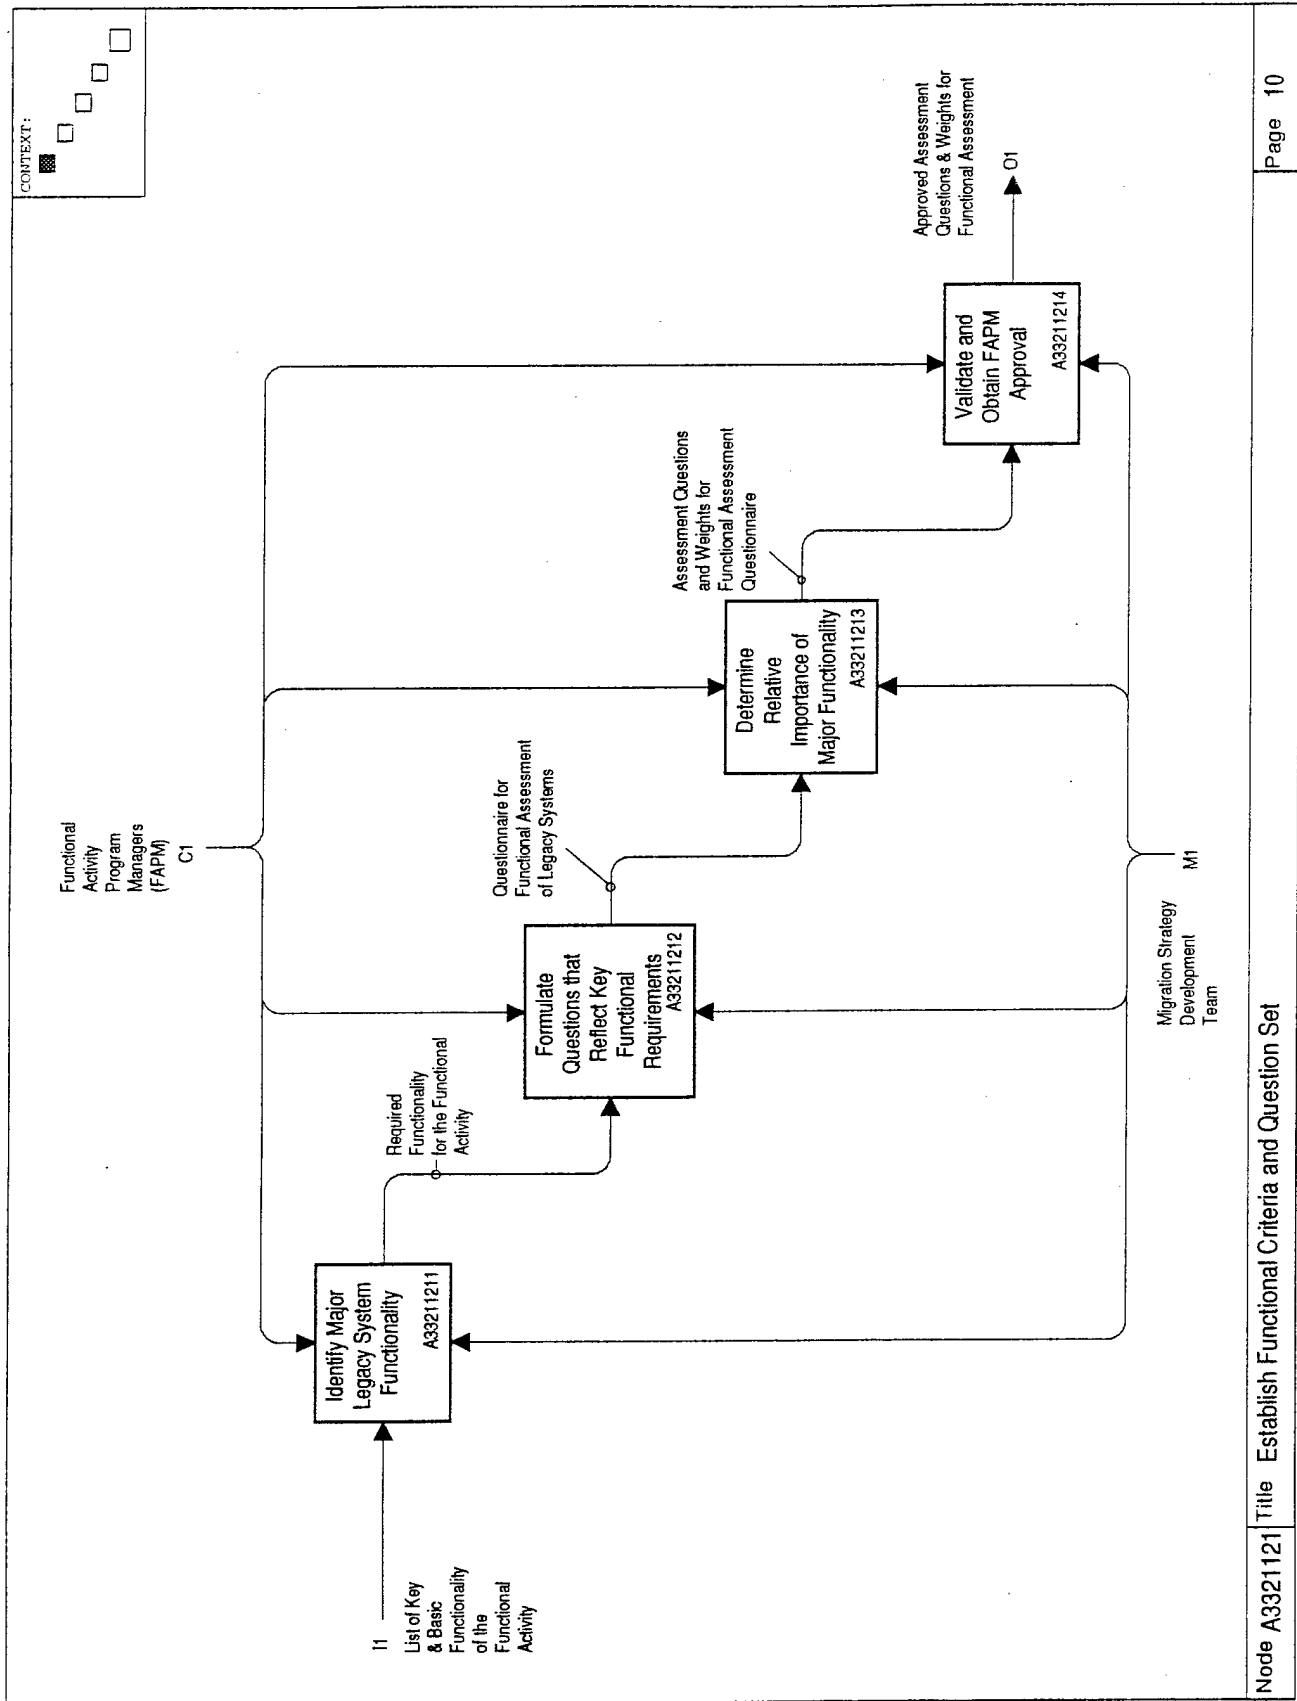 CONTEXT:
Functional
Activity
Program
Managers
(FAPM)
C1
I1
List of Key
& Basic
Functionality
of the
Functional
Activity
Identify Major
Legacy System
Functionality
A33211211
Required
Functionality
for the Functional
Activity
Formulate
Questions that
Reflect Key
Functional
Requirements
A33211212
Questionnaire for
Functional Assessment
of Legacy Systems
Determine
Relative
Importance of
Major Functionality
A33211213
Assessment Questions
and Weights for
Functional Assessment
Questionnaire
Validate and
Obtain FAPM
Approval
A33211214
Approved Assessment
Questions & Weights for
Functional Assessment
O1
Migration Strategy
Development
Team
M1
Node A3321121 Title Establish Functional Criteria and Question Set Page 10